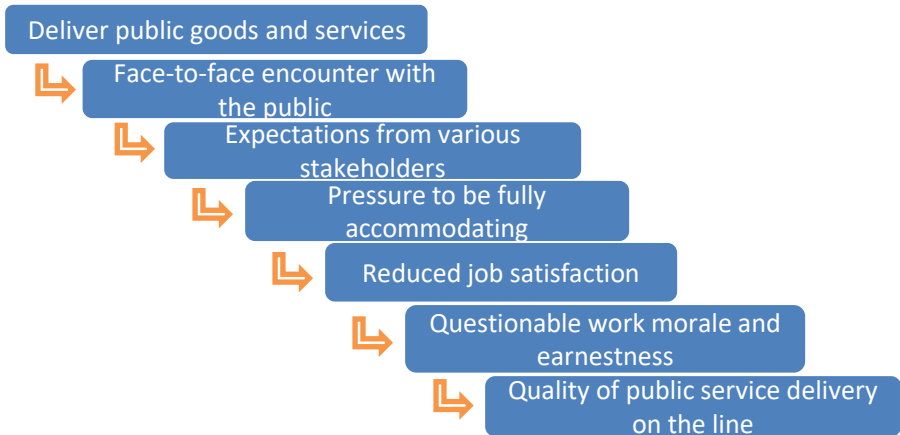 Deliver public goods and services
Face-to-face encounter with
the public
Expectations from various
stakeholders
Pressure to be fully
accommodating
Reduced job satisfaction
Questionable work morale and
earnestness
Quality of public service delivery
on the line